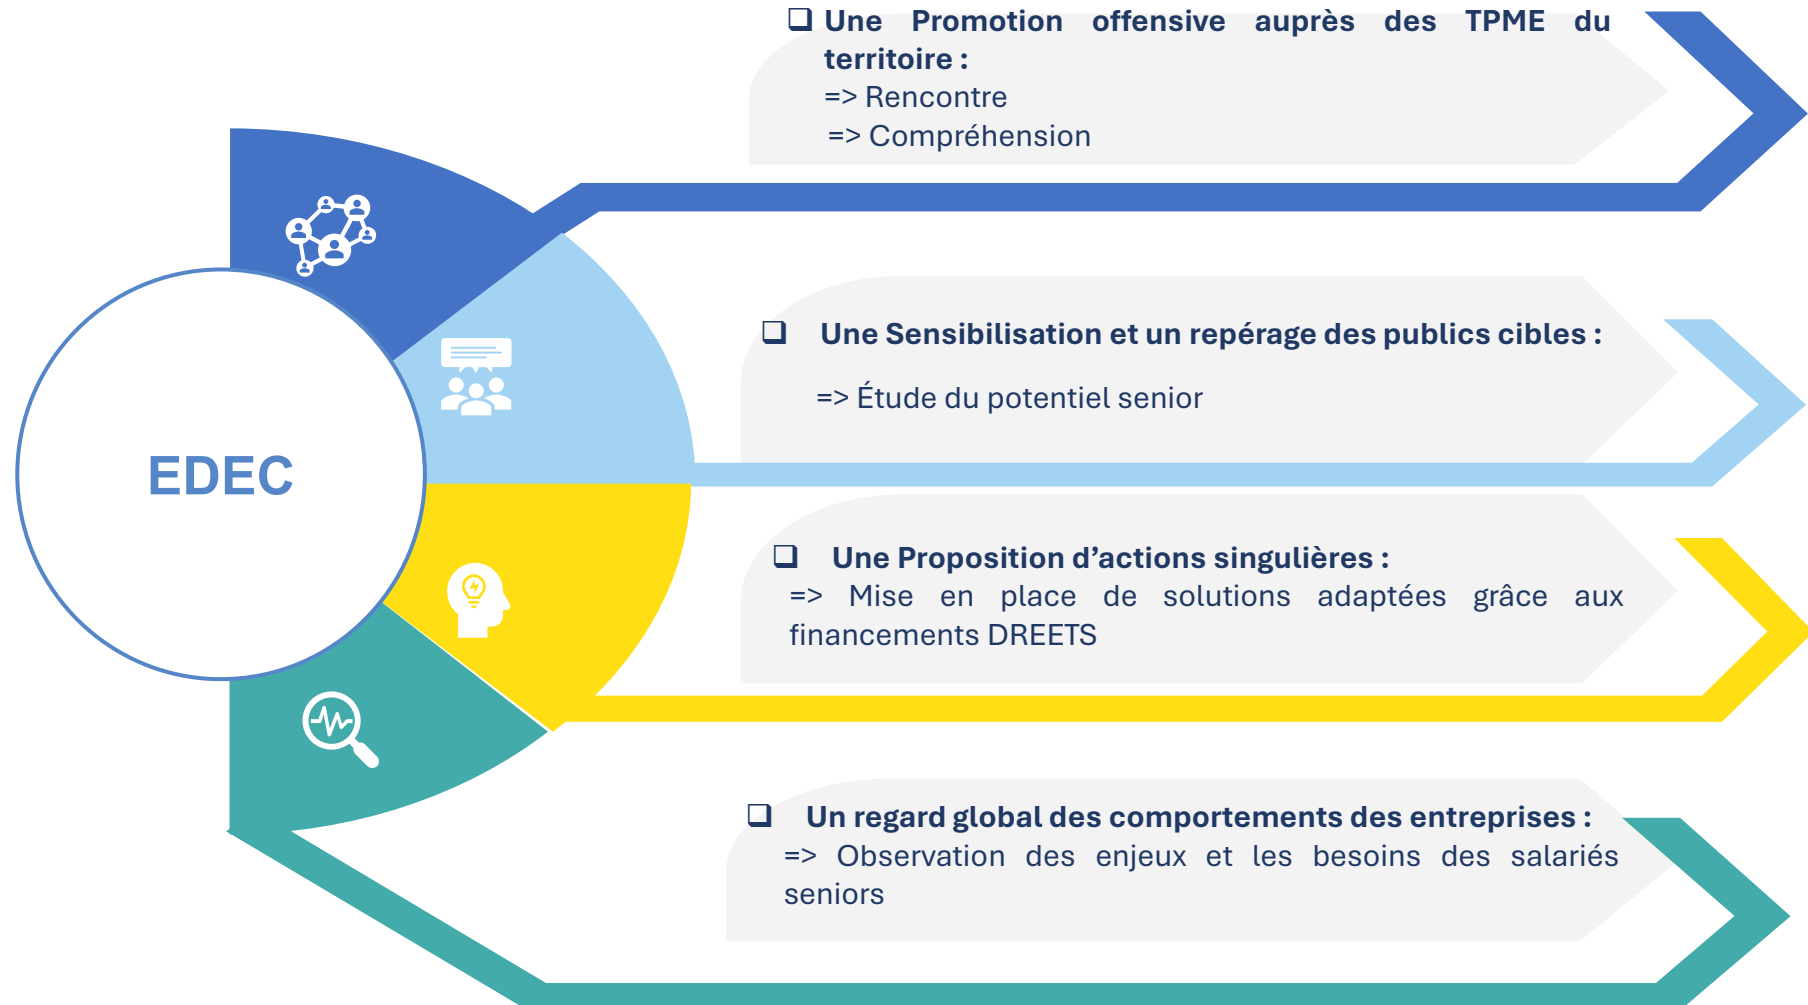 ❑ Une Promotion offensive auprès des TPME du
territoire :
=> Rencontre
=> Compréhension
❑ Une Sensibilisation et un repérage des publics cibles :
=> Étude du potentiel senior
EDEC
❑ Une Proposition d’actions singulières :
=> Mise en place de solutions adaptées grâce aux
financements DREETS
❑ Un regard global des comportements des entreprises :
=> Observation des enjeux et les besoins des salariés
seniors